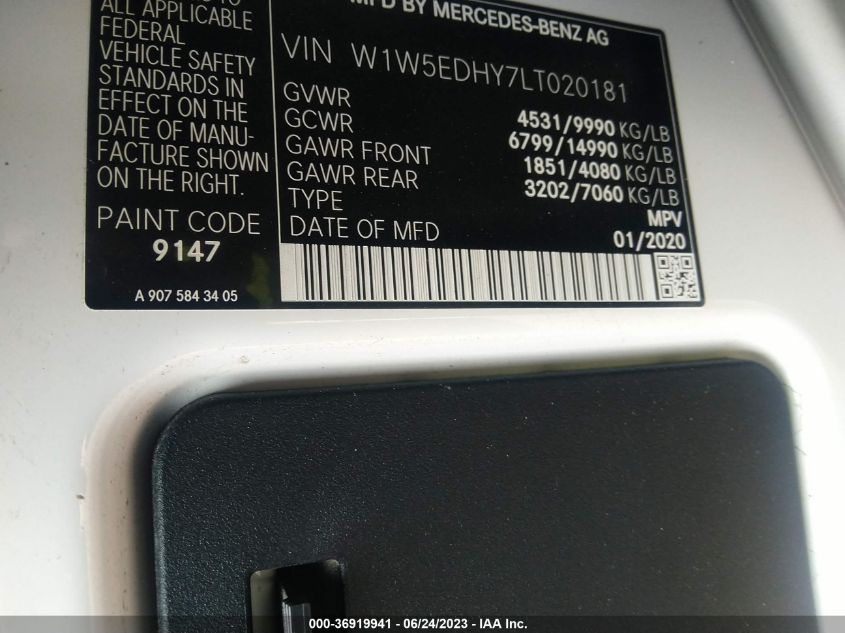 ALL APPLICABLE
FEDERAL
VEHICLE SAFETY
STANDARDS IN
EFFECT ON THE
DATE OF MANU-
FACTURE SHOWN
ON THE RIGHT.
PAINT CODE
9147
A 907 584 34 05
MFD BY MERCEDES-BENZ AG
VIN W1W5EDHY7LT020181
GVWR 4531/9990 KG/LB
GCWR 6799/14990 KG/LB
GAWR FRONT 1851/4080 KG/LB
GAWR REAR 3202/7060 KG/LB
TYPE MPV
DATE OF MFD 01/2020
000-36919941 - 06/24/2023 - IAA Inc.